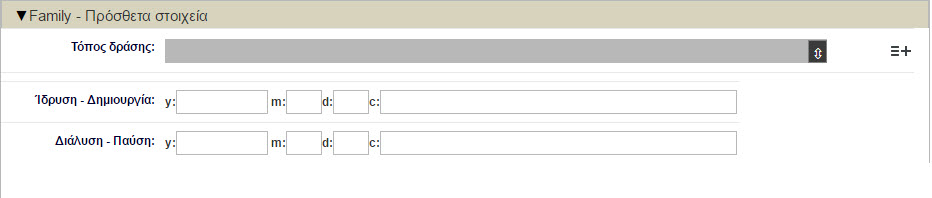 ▼Family - Πρόσθετα στοιχεία
Τόπος δράσης:
Ίδρυση - Δημιουργία: y: m: d: c:
Διάλυση - Παύση: y: m: d: c: